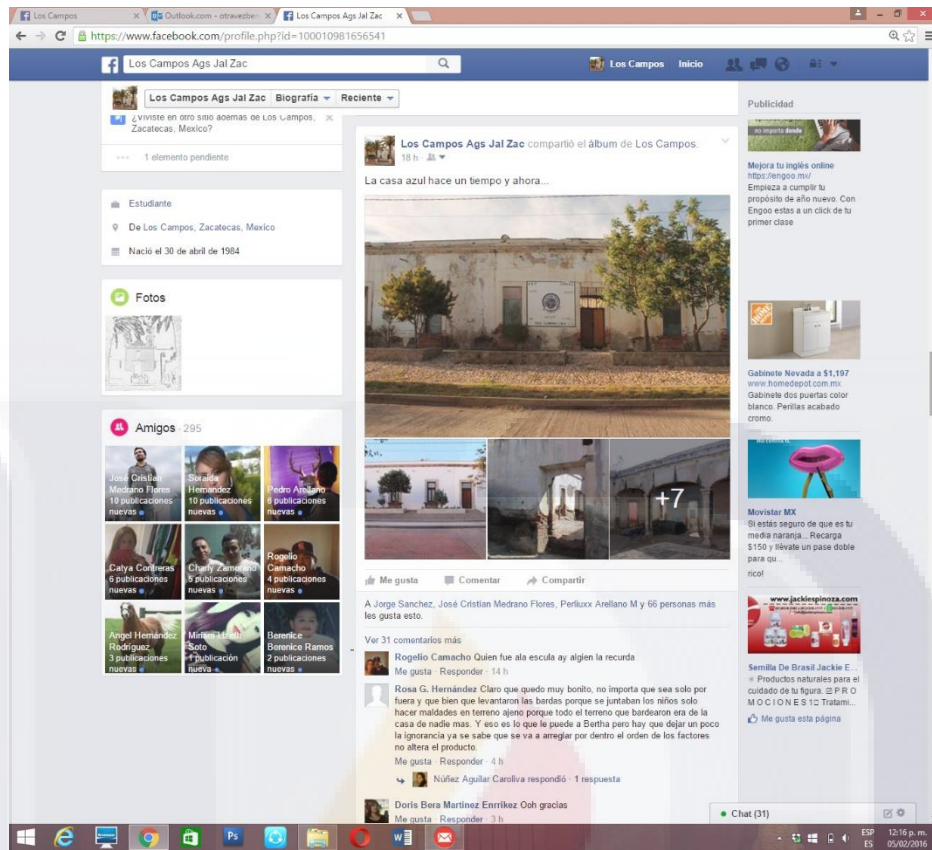 Los Campos
Outlook.com - otravezben
Los Campos Ags Jal Zac
https://www.facebook.com/profile.php?id=100010981656541
Los Campos Ags Jal Zac
Los Campos
Inicio
Los Campos Ags Jal Zac
Biografía
Reciente
¿Viviste en otro sitio además de Los Campos,
Zacatecas, Mexico?
1 elemento pendiente
Estudiante
De Los Campos, Zacatecas, Mexico
Nació el 30 de abril de 1984
Fotos
Amigos · 295
José Cristian
Medrano Flores
10 publicaciones
nuevas
Soraida
Hernandez
10 publicaciones
nuevas
Pedro Arellano
6 publicaciones
nuevas
Catya Contreras
6 publicaciones
nuevas
Charly Zamorano
5 publicaciones
nuevas
Rogelio
Camacho
4 publicaciones
nuevas
Angel Hernández
Rodríguez
3 publicaciones
nuevas
Soto
1 publicación
nueva
Berenice
Berenice Ramos
2 publicaciones
nuevas
Los Campos Ags Jal Zac compartió el álbum de Los Campos.
18 h
La casa azul hace un tiempo y ahora...
+7
Me gusta
Comentar
Compartir
A Jorge Sanchez, José Cristian Medrano Flores, Perliuxx Arellano M y 66 personas más
les gusta esto.
Ver 31 comentarios más
Rogelio Camacho Quien fue ala escula ay algien la recurda
Me gusta · Responder · 14 h
Rosa G. Hernández Claro que quedo muy bonito, no importa que sea solo por
fuera y que bien que levantaron las bardas porque se juntaban los niños solo
hacer maldades en terreno ajeno porque todo el terreno que bardearon era de la
casa de nadie mas. Y eso es lo que le puede a Bertha pero hay que dejar un poco
la ignorancia ya se sabe que se va a arreglar por dentro el orden de los factores
no altera el producto.
Me gusta · Responder · 4 h
Núñez Aguilar Caroliva respondió · 1 respuesta
Doris Bera Martinez Enrrikez Ooh gracias
Me gusta · Responder · 3 h
Publicidad
no importa donde
Mejora tu inglés online
https://engoo.mx/
Empieza a cumplir tu
propósito de año nuevo. Con
Engoo estas a un click de tu
primer clase
Gabinete Nevada a $1,197
www.homedepot.com.mx
Gabinete dos puertas color
blanco. Perillas acabado
cromo.
Movistar MX
Si estás seguro de que es tu
media naranja... Recarga
$150 y llévate un pase doble
para qu...
rico!
www.jackiespinoza.com
Semilla De Brasil Jackie E...
Productos naturales para el
cuidado de tu figura. P R O
M O C I O N E S Tratami...
Me gusta esta página
Chat (31)
ESP
ES
12:16 p. m.
05/02/2016